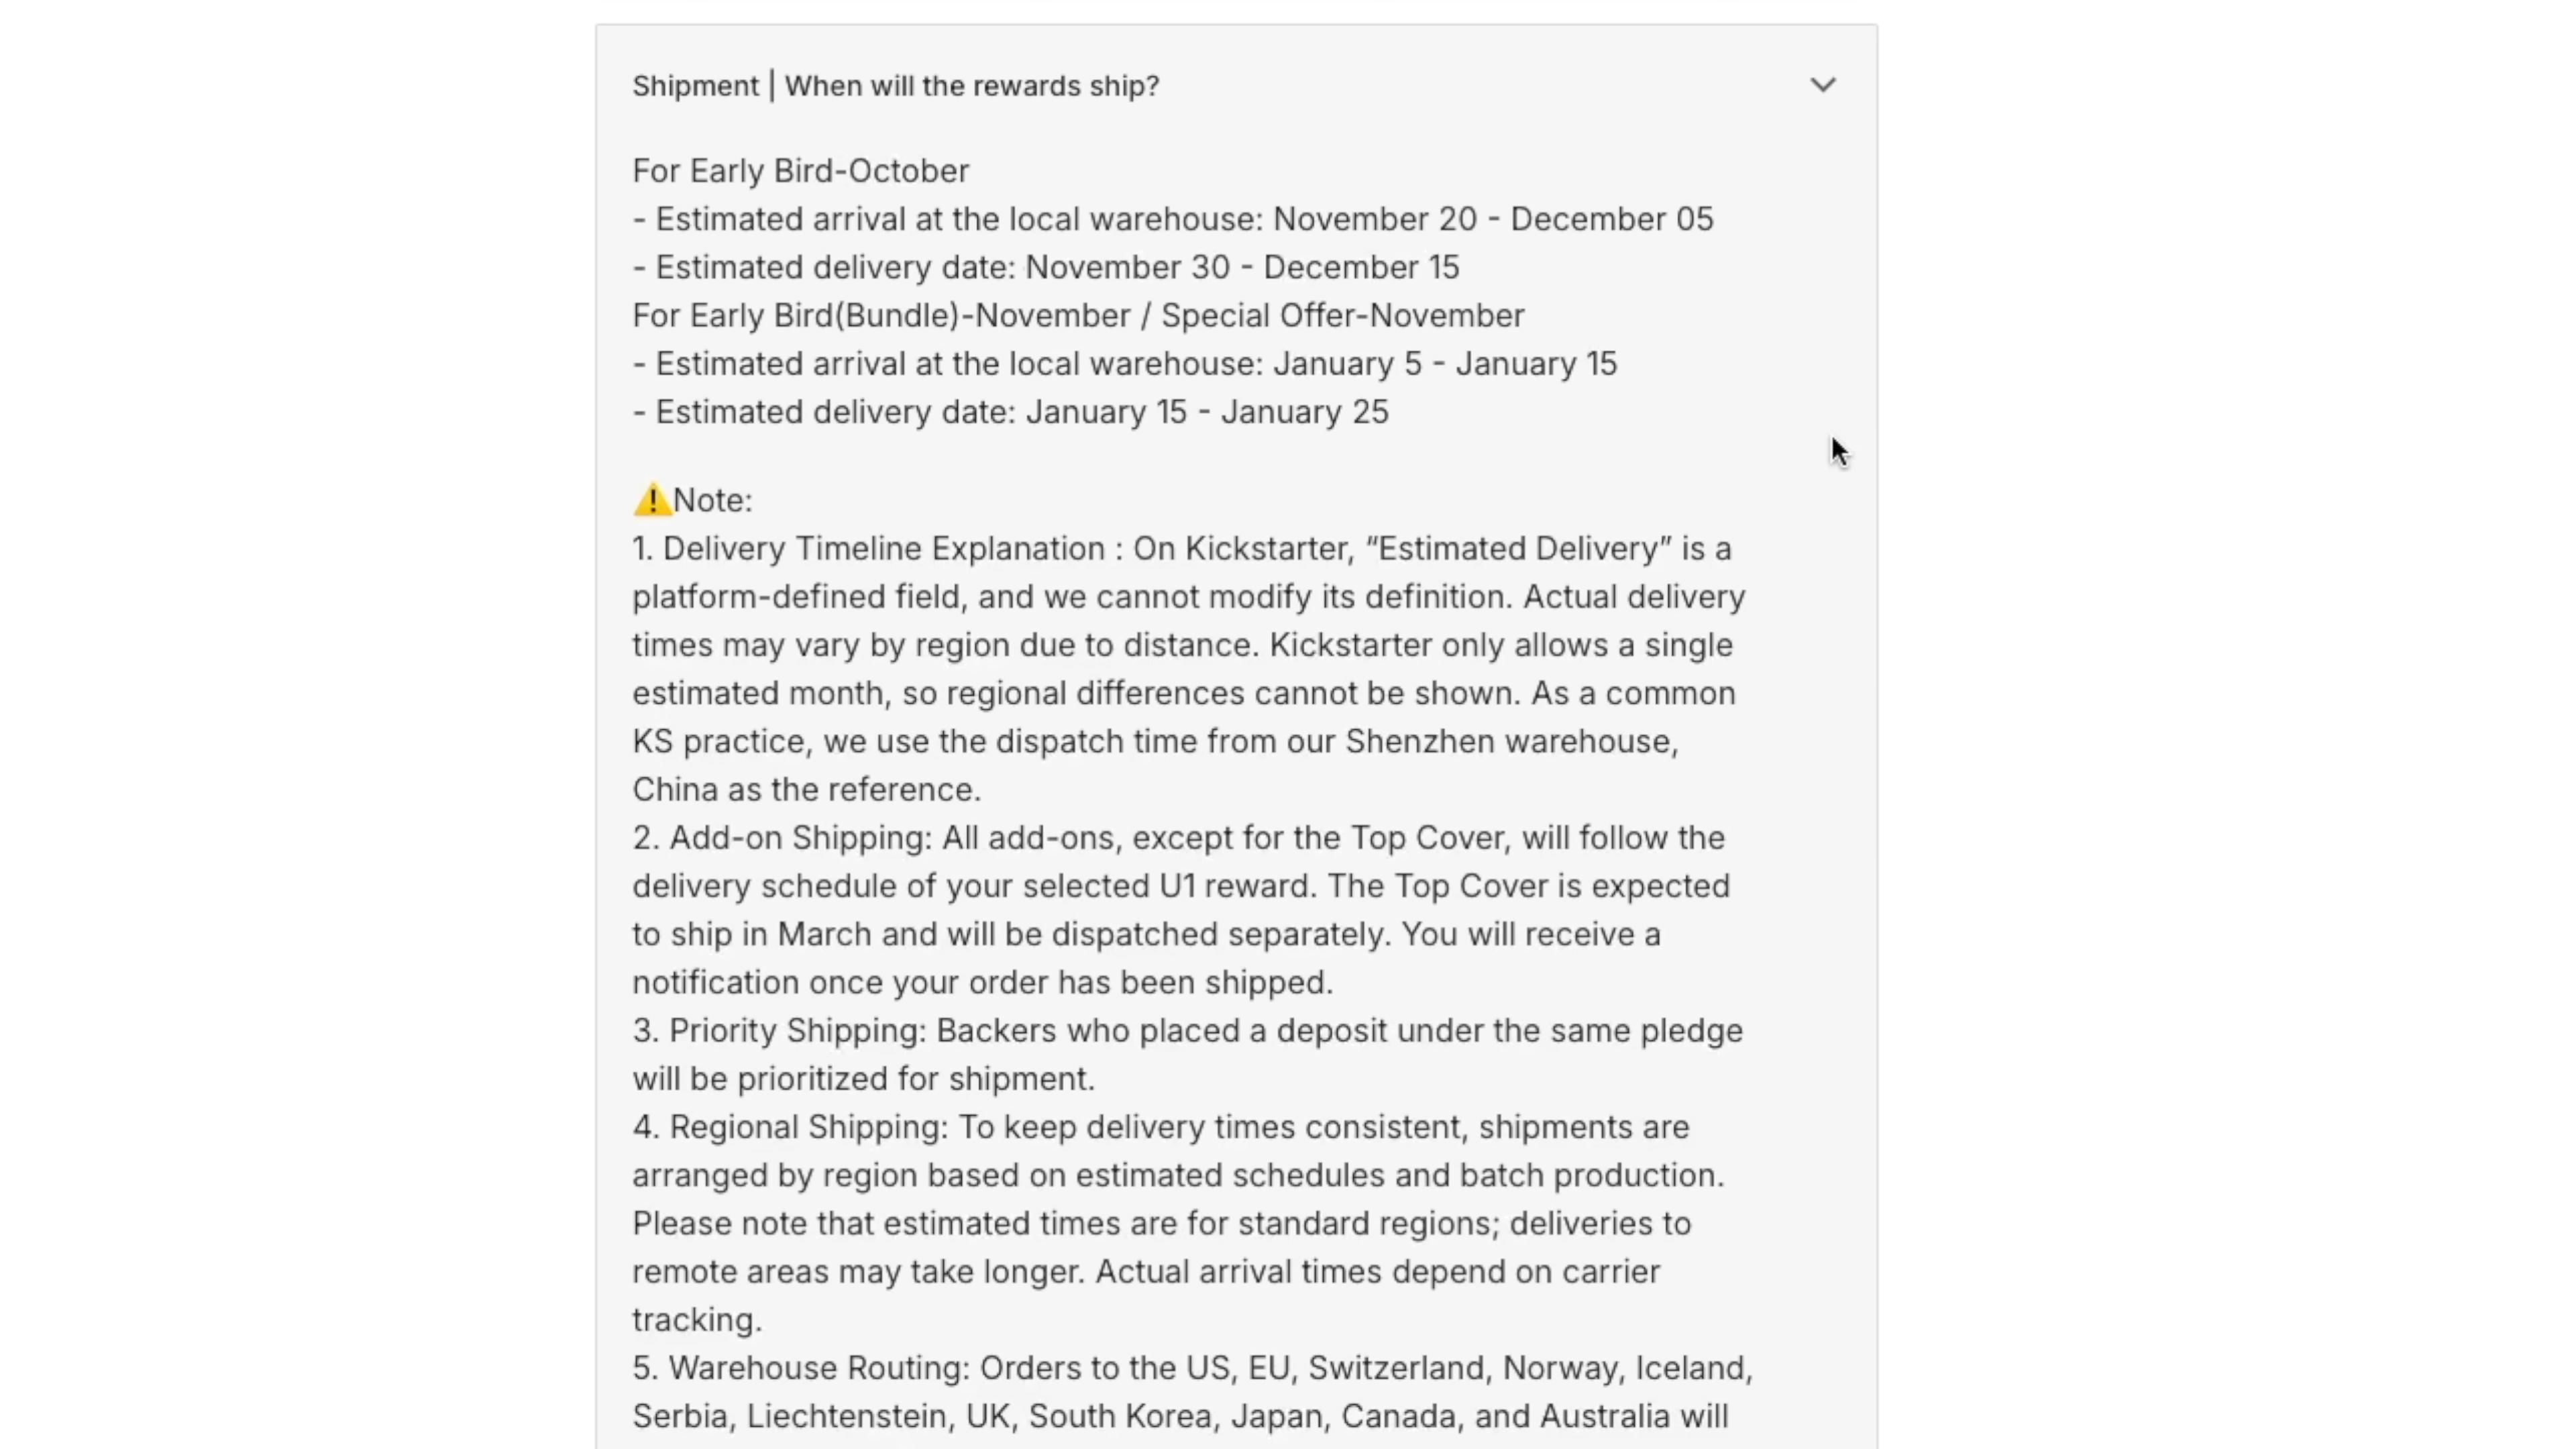 Shipment | When will the rewards ship?
For Early Bird-October
- Estimated arrival at the local warehouse: November 20 - December 05
- Estimated delivery date: November 30 - December 15
For Early Bird(Bundle)-November / Special Offer-November
- Estimated arrival at the local warehouse: January 5 - January 15
- Estimated delivery date: January 15 - January 25
⚠️Note:
1. Delivery Timeline Explanation : On Kickstarter, “Estimated Delivery” is a
platform-defined field, and we cannot modify its definition. Actual delivery
times may vary by region due to distance. Kickstarter only allows a single
estimated month, so regional differences cannot be shown. As a common
KS practice, we use the dispatch time from our Shenzhen warehouse,
China as the reference.
2. Add-on Shipping: All add-ons, except for the Top Cover, will follow the
delivery schedule of your selected U1 reward. The Top Cover is expected
to ship in March and will be dispatched separately. You will receive a
notification once your order has been shipped.
3. Priority Shipping: Backers who placed a deposit under the same pledge
will be prioritized for shipment.
4. Regional Shipping: To keep delivery times consistent, shipments are
arranged by region based on estimated schedules and batch production.
Please note that estimated times are for standard regions; deliveries to
remote areas may take longer. Actual arrival times depend on carrier
tracking.
5. Warehouse Routing: Orders to the US, EU, Switzerland, Norway, Iceland,
Serbia, Liechtenstein, UK, South Korea, Japan, Canada, and Australia will